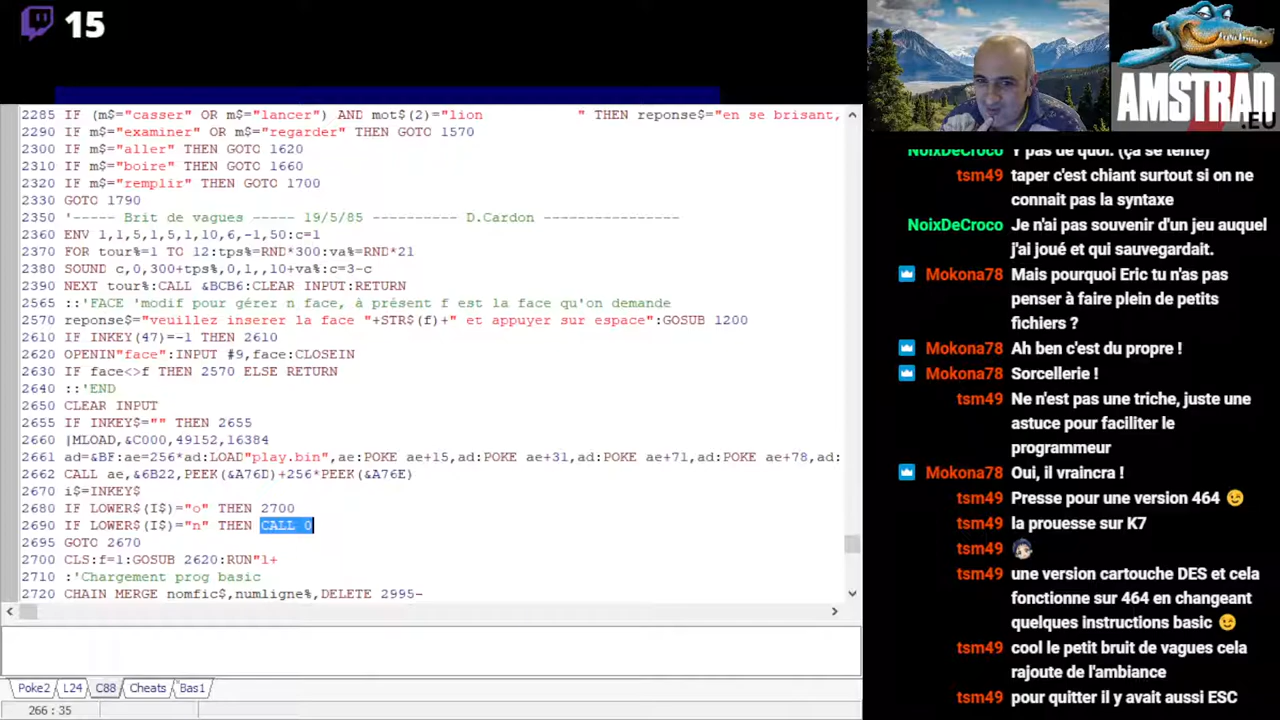 15
2285 IF (m$="casser" OR m$="lancer") AND mot$(2)="lion          " THEN reponse$="en se brisant,
2290 IF m$="examiner" OR m$="regarder" THEN GOTO 1570
2300 IF m$="aller" THEN GOTO 1620
2310 IF m$="boire" THEN GOTO 1660
2320 IF m$="remplir" THEN GOTO 1700
2330 GOTO 1790
2350 '----- Brit de vagues ----- 19/5/85 ---------- D.Cardon ----------------
2360 ENV 1,1,5,1,5,1,10,6,-1,50:c=1
2370 FOR tour%=1 TO 12:tps%=RND*300:va%=RND*21
2380 SOUND c,0,300+tps%,0,1,,10+va%:c=3-c
2390 NEXT tour%:CALL &BCB6:CLEAR INPUT:RETURN
2565 ::'FACE 'modif pour gérer n face, à présent f est la face qu'on demande
2570 reponse$="veuillez inserer la face "+STR$(f)+" et appuyer sur espace":GOSUB 1200
2610 IF INKEY(47)=-1 THEN 2610
2620 OPENIN"face":INPUT #9,face:CLOSEIN
2630 IF face<>f THEN 2570 ELSE RETURN
2640 ::'END
2650 CLEAR INPUT
2655 IF INKEY$="" THEN 2655
2660 |MLOAD,&C000,49152,16384
2661 ad=&BF:ae=256*ad:LOAD"play.bin",ae:POKE ae+15,ad:POKE ae+31,ad:POKE ae+71,ad:POKE ae+78,ad:
2662 CALL ae,&6B22,PEEK(&A76D)+256*PEEK(&A76E)
2670 i$=INKEY$
2680 IF LOWER$(I$)="o" THEN 2700
2690 IF LOWER$(I$)="n" THEN CALL 0
2695 GOTO 2670
2700 CLS:f=1:GOSUB 2620:RUN"l+
2710 :'Chargement prog basic
2720 CHAIN MERGE nomfic$,numligne%,DELETE 2995-
Poke2 L24 C88 Cheats Bas1
266 : 35
AMSTRAD
.EU
NoixDeCroco Y pas de quoi. (ça se tente)
tsm49 taper c'est chiant surtout si on ne
connait pas la syntaxe
NoixDeCroco Je n'ai pas souvenir d'un jeu auquel
j'ai joué et qui sauvegardait.
Mokona78 Mais pourquoi Eric tu n'as pas
penser à faire plein de petits
fichiers ?
Mokona78 Ah ben c'est du propre !
Mokona78 Sorcellerie !
tsm49 Ne n'est pas une triche, juste une
astuce pour faciliter le
programmeur
Mokona78 Oui, il vraincra !
tsm49 Presse pour une version 464 😉
tsm49 la prouesse sur K7
tsm49
tsm49 une version cartouche DES et cela
fonctionne sur 464 en changeant
quelques instructions basic 😉
tsm49 cool le petit bruit de vagues cela
rajoute de l'ambiance
tsm49 pour quitter il y avait aussi ESC